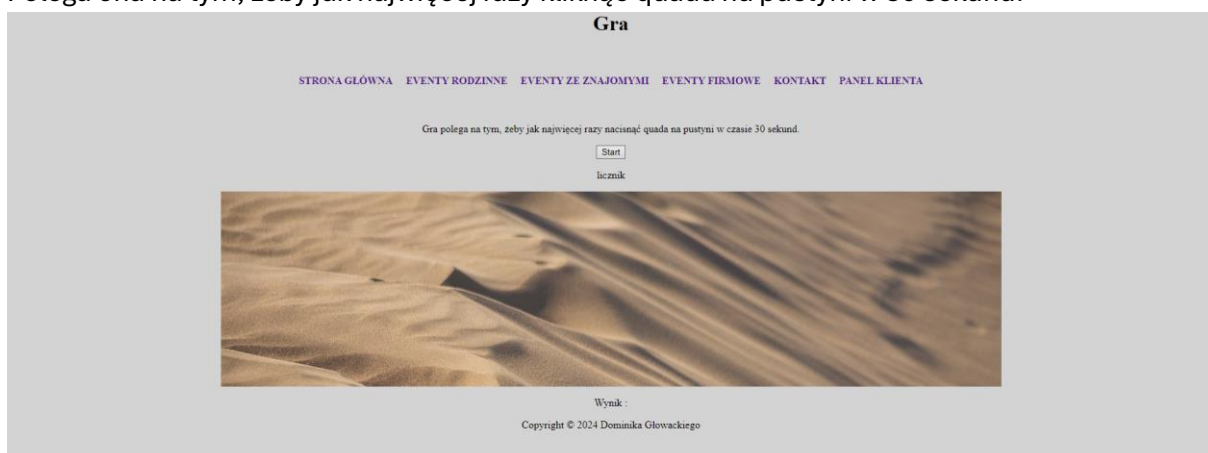 Polega ona na tym, żeby jak najwięcej razy kliknąć quada na pustyni w 30 sekund.
Gra
STRONA GŁÓWNA EVENTY RODZINNE EVENTY ZE ZNAJOMYMI EVENTY FIRMOWE KONTAKT PANEL KLIENTA
Gra polega na tym, żeby jak najwięcej razy nacisnąć quada na pustyni w czasie 30 sekund.
Start
licznik
Wynik :
Copyright © 2024 Dominika Głowackiego